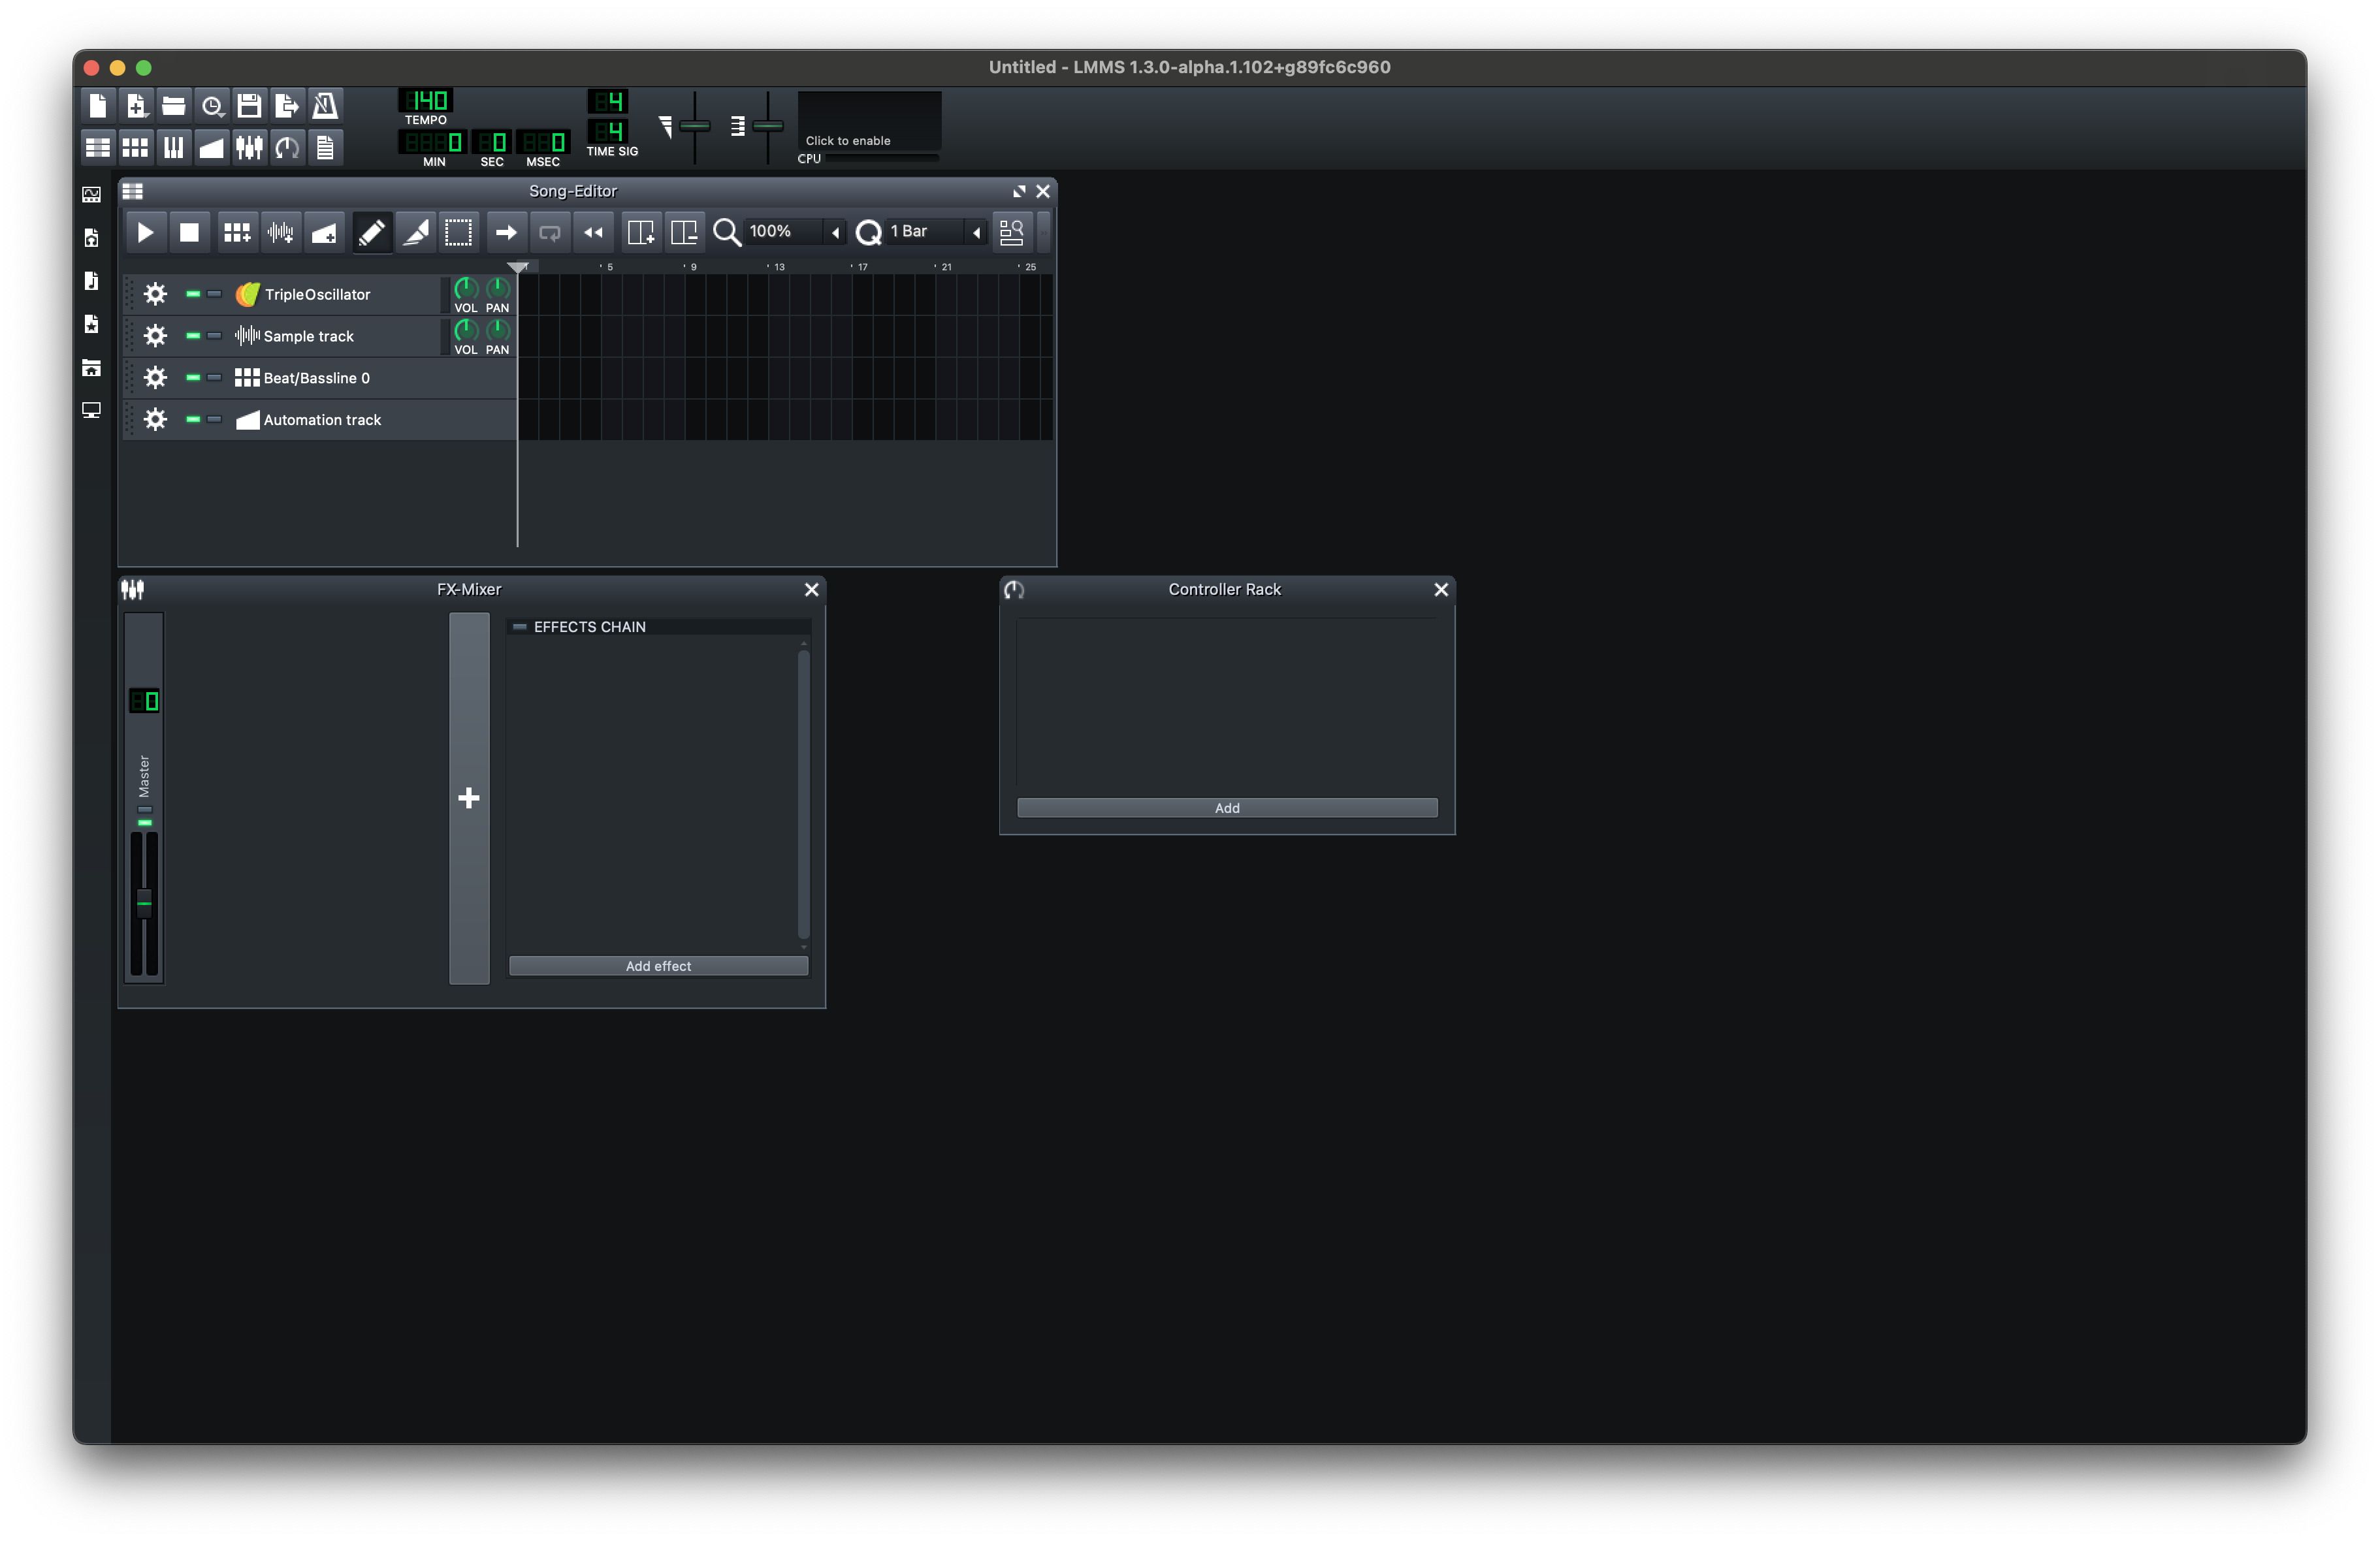 Untitled - LMMS 1.3.0-alpha.1.102+g89fc6c960
140
TEMPO
4
4
TIME SIG
0 0 0
MIN SEC MSEC
Click to enable
CPU
Song-Editor
100%
1 Bar
1 5 9 13 17 21 25
TripleOscillator
VOL PAN
Sample track
VOL PAN
Beat/Bassline 0
Automation track
FX-Mixer
EFFECTS CHAIN
0
Master
Add effect
Controller Rack
Add